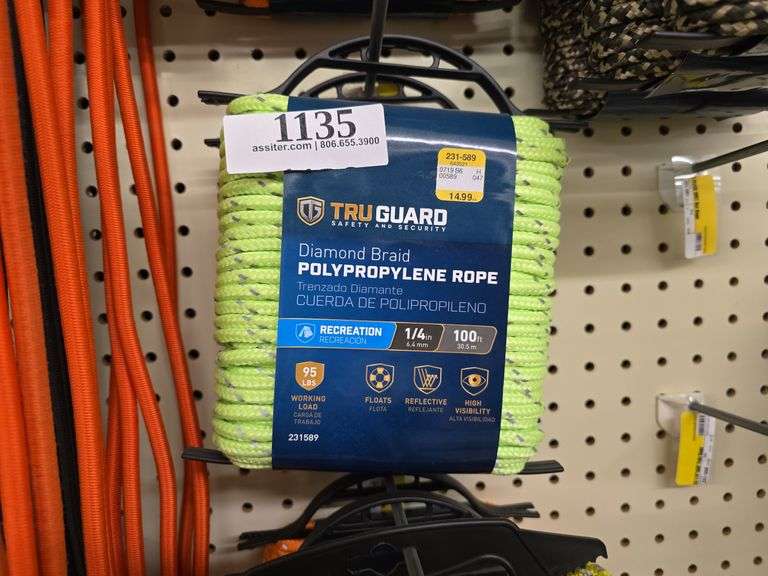 1135
assiter.com | 806.655.3900
231-589
14.99
TRU GUARD
SAFETY AND SECURITY
Diamond Braid
POLYPROPYLENE ROPE
Trenzado Diamante
CUERDA DE POLIPROPILENO
RECREATION
RECREACIÓN
1/4 in
6.4 mm
100 ft
30.5 m
95
LBS
WORKING
LOAD
CARGA DE
TRABAJO
FLOATS
FLOTA
REFLECTIVE
REFLEJANTE
HIGH
VISIBILITY
ALTA VISIBILIDAD
231589